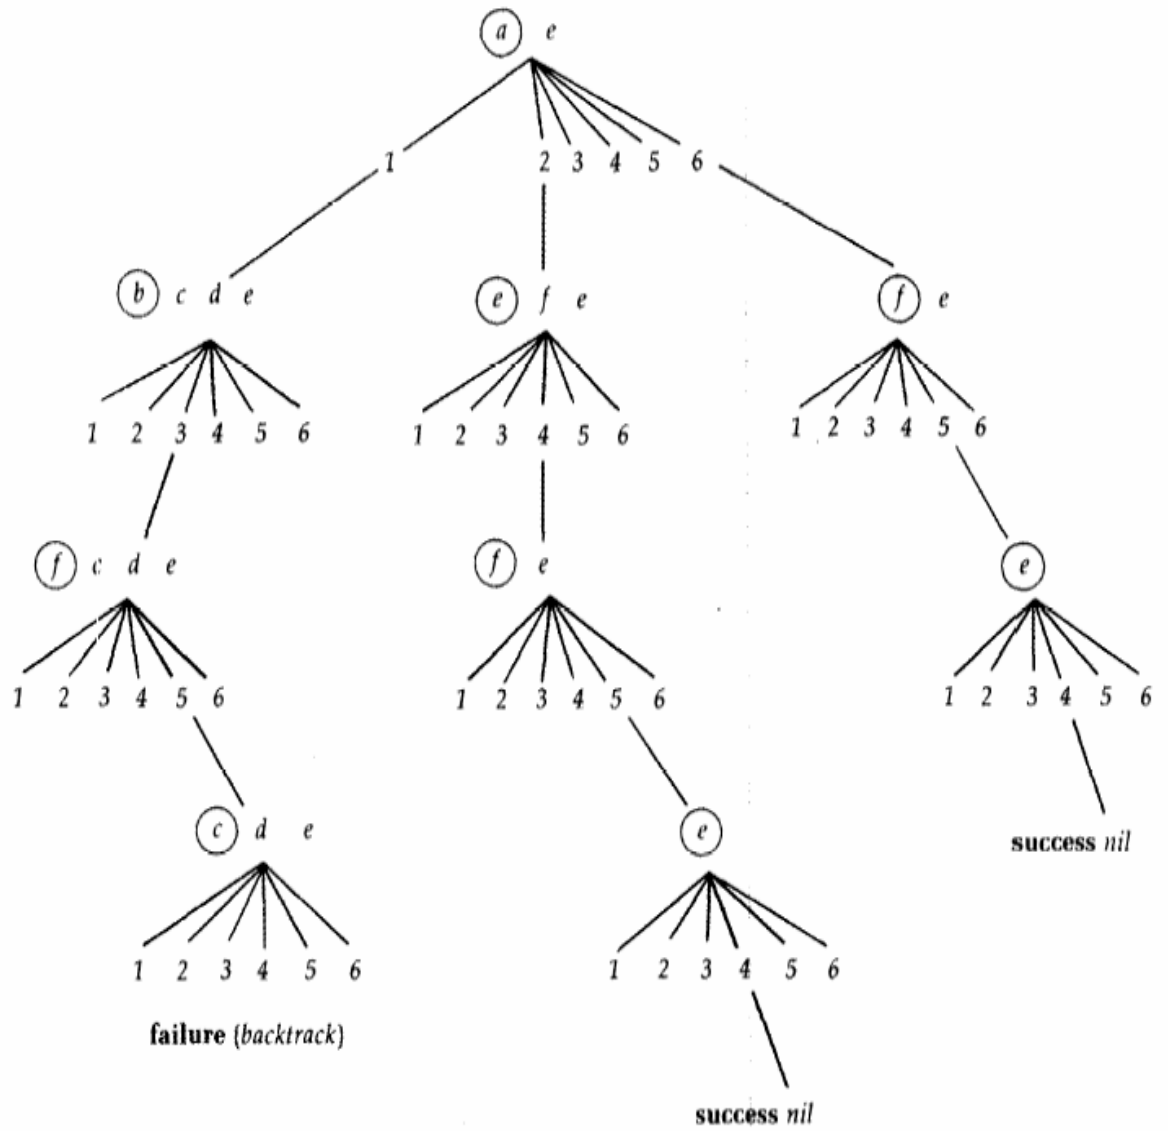 a e
1 2 3 4 5 6
b c d e e f e f e
1 2 3 4 5 6 1 2 3 4 5 6 1 2 3 4 5 6
f c d e f e e
1 2 3 4 5 6 1 2 3 4 5 6 1 2 3 4 5 6
c d e e success nil
1 2 3 4 5 6 1 2 3 4 5 6
failure (backtrack)
success nil